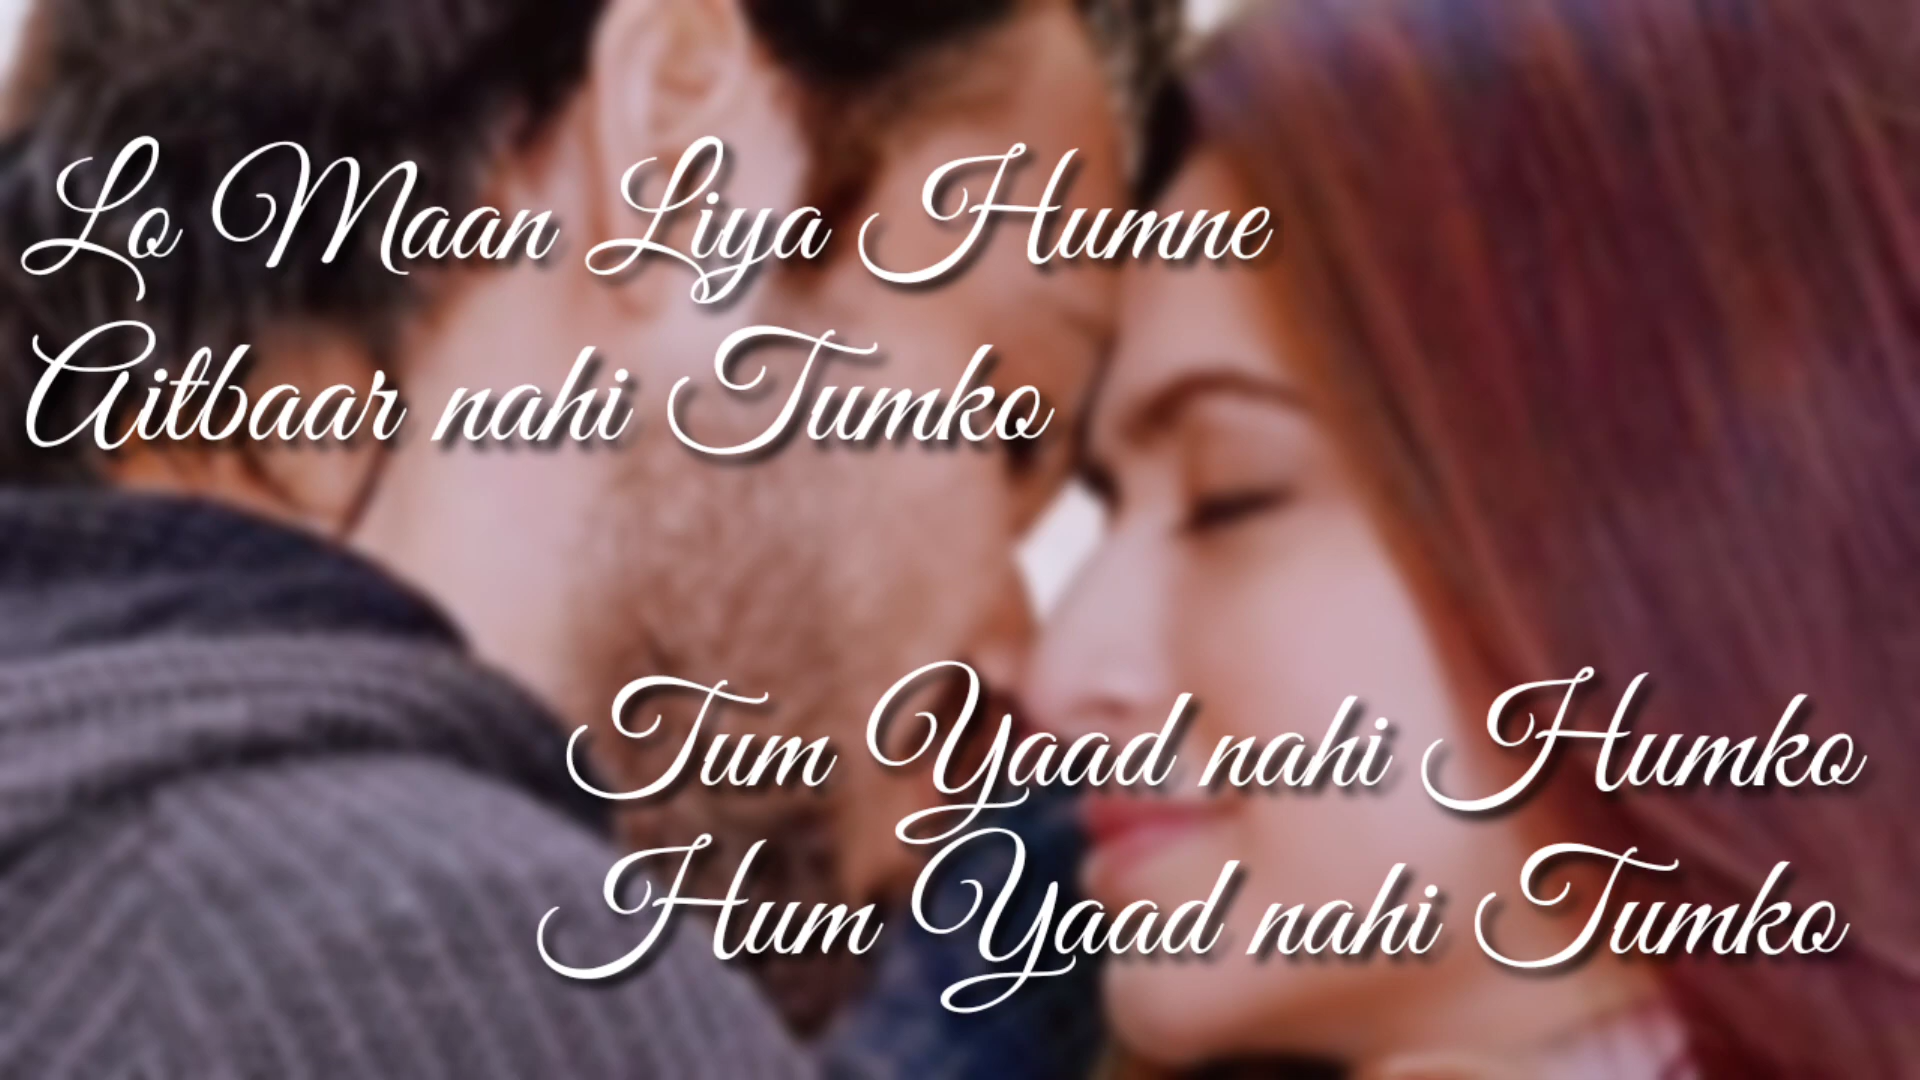 Lo Maan Liya Humne
Aitbaar nahi Tumko
Tum Yaad nahi Humko
Hum Yaad nahi Tumko